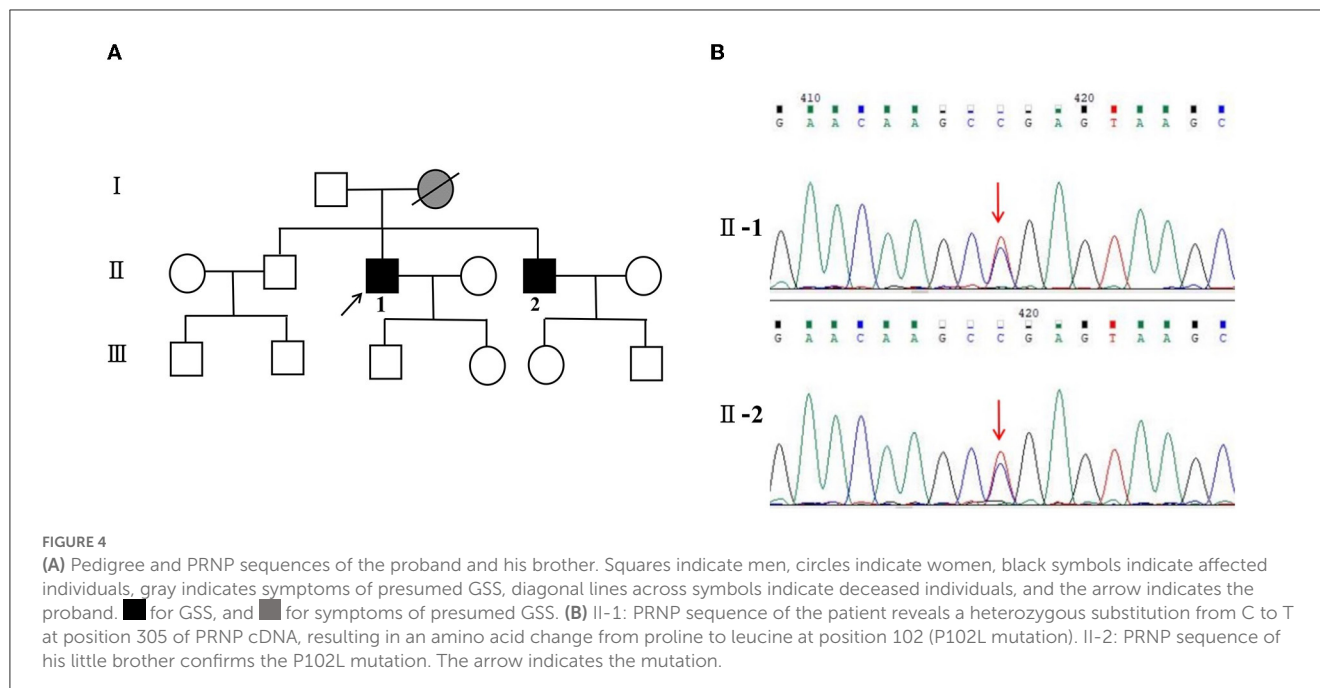 A
B
I
II
III
1
2
410 420
G A A C A A G C C G A G T A A G C
II-1
420
G A A C A A G C C G A G T A A G C
II-2
FIGURE 4
(A) Pedigree and PRNP sequences of the proband and his brother. Squares indicate men, circles indicate women, black symbols indicate affected
individuals, gray indicates symptoms of presumed GSS, diagonal lines across symbols indicate deceased individuals, and the arrow indicates the
proband. for GSS, and for symptoms of presumed GSS. (B) II-1: PRNP sequence of the patient reveals a heterozygous substitution from C to T
at position 305 of PRNP cDNA, resulting in an amino acid change from proline to leucine at position 102 (P102L mutation). II-2: PRNP sequence of
his little brother confirms the P102L mutation. The arrow indicates the mutation.